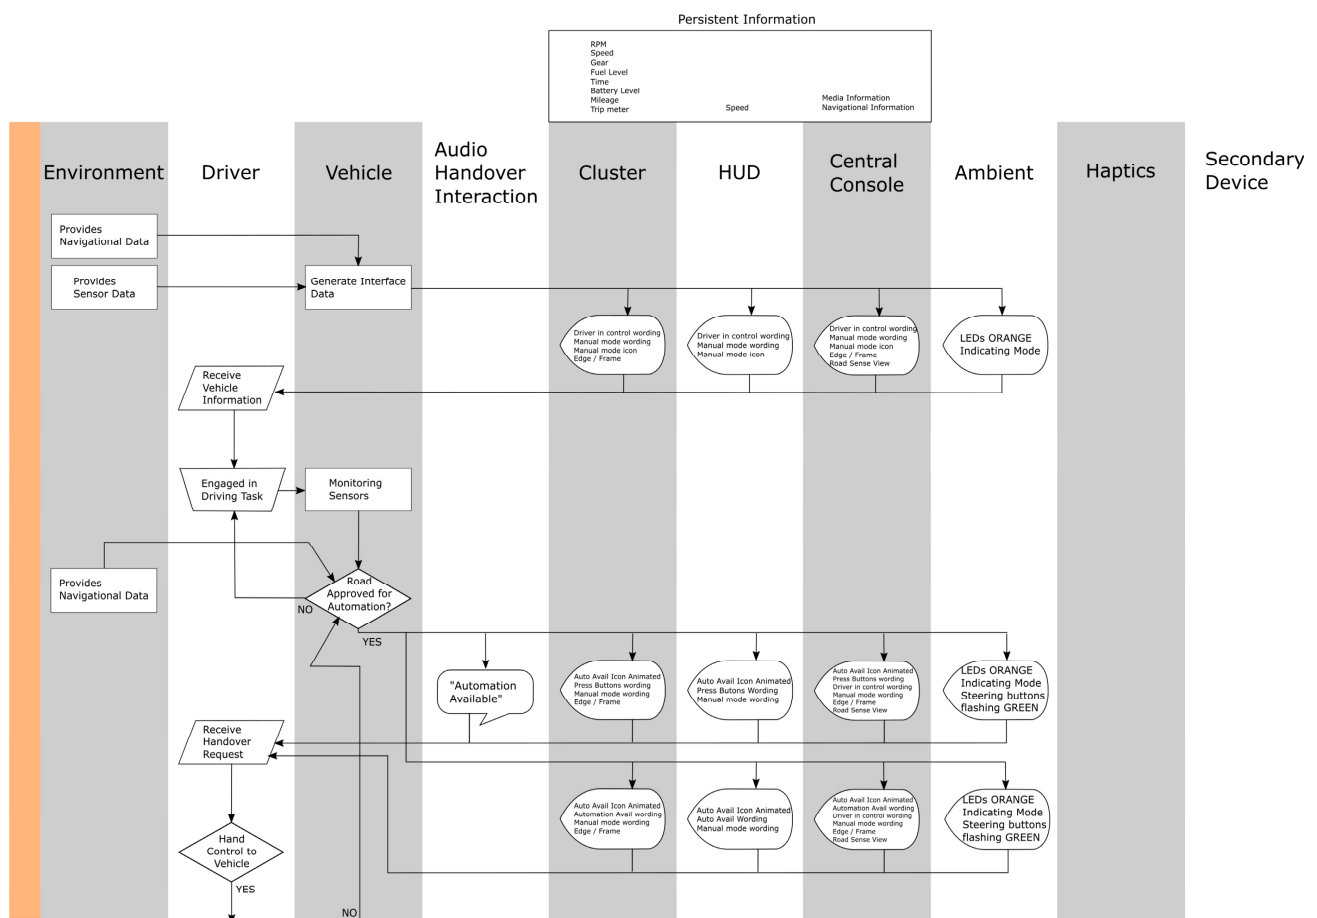 Persistent Information
RPM
Speed
Gear
Fuel Level
Time
Battery Level
Mileage
Trip meter
Speed
Media Information
Navigational Information
Environment
Driver
Vehicle
Audio
Handover
Interaction
Cluster
HUD
Central
Console
Ambient
Haptics
Secondary
Device
Provides
Navigational Data
Provides
Sensor Data
Generate Interface
Data
Driver in control wording
Manual mode wording
Manual mode icon
Edge / Frame
Driver in control wording
Manual mode wording
Manual mode icon
Driver in control wording
Manual mode wording
Manual mode icon
Edge / Frame
Road Sense View
LEDs ORANGE
Indicating Mode
Receive
Vehicle
Information
Engaged in
Driving Task
Monitoring
Sensors
Provides
Navigational Data
Road
Approved for
Automation?
NO
YES
"Automation
Available"
Auto Avail Icon Animated
Press Buttons wording
Manual mode wording
Edge / Frame
Auto Avail Icon Animated
Press Butons Wording
Manual mode wording
Auto Avail Icon Animated
Press Buttons wording
Driver in control wording
Manual mode wording
Edge / Frame
Road Sense View
LEDs ORANGE
Indicating Mode
Steering buttons
flashing GREEN
Receive
Handover
Request
Auto Avail Icon Animated
Automation Avail wording
Manual mode wording
Edge / Frame
Auto Avail Icon Animated
Auto Avail Wording
Manual mode wording
Auto Avail Icon Animated
Automation Avail wording
Driver in control wording
Manual mode wording
Edge / Frame
Road Sense View
LEDs ORANGE
Indicating Mode
Steering buttons
flashing GREEN
Hand
Control to
Vehicle
YES
NO